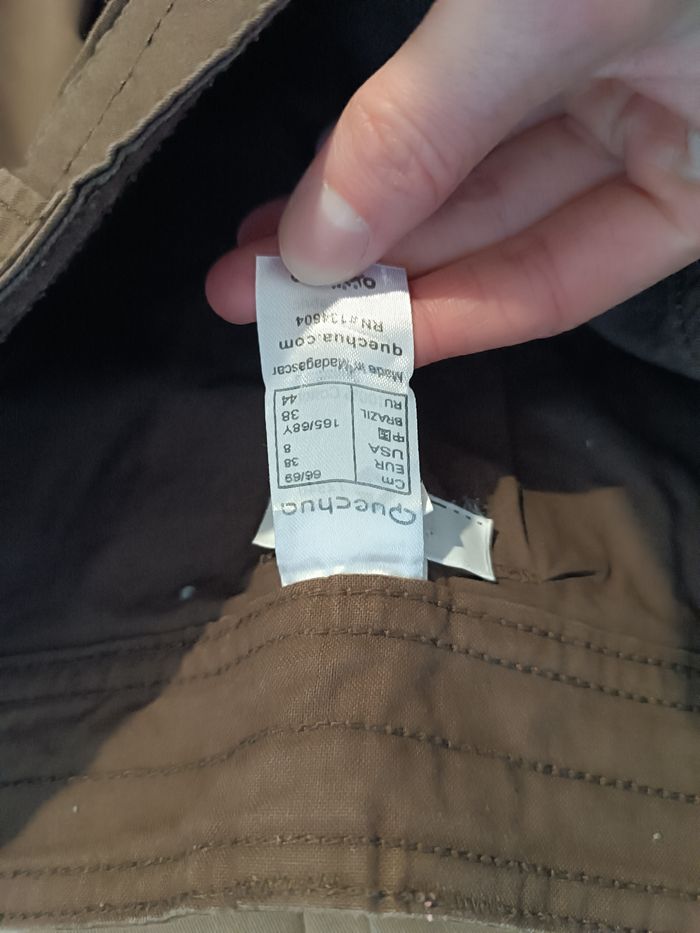 Quechua
Cm 66/69
EUR 38
USA 8
中国 165/68Y
BRAZIL 38
RU 44
Made in Madagascar
quechua.com
RN #134604